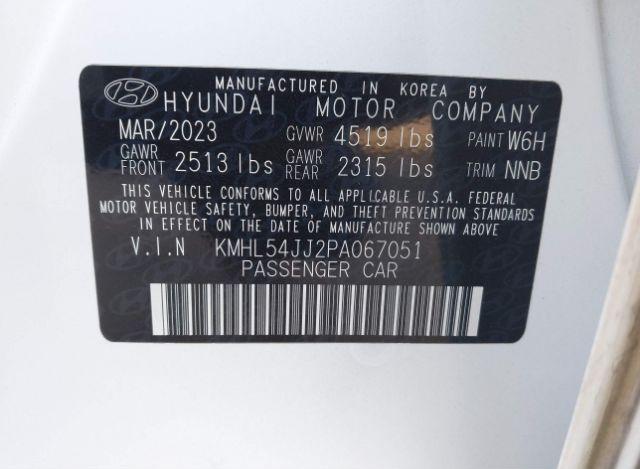 MANUFACTURED IN KOREA BY
HYUNDAI MOTOR COMPANY
MAR/2023 GVWR 4519 lbs PAINT W6H
GAWR FRONT 2513 lbs GAWR REAR 2315 lbs TRIM NNB
THIS VEHICLE CONFORMS TO ALL APPLICABLE U.S.A. FEDERAL
MOTOR VEHICLE SAFETY, BUMPER, AND THEFT PREVENTION STANDARDS
IN EFFECT ON THE DATE OF MANUFACTURE SHOWN ABOVE
V.I.N KMHL54JJ2PA067051
PASSENGER CAR